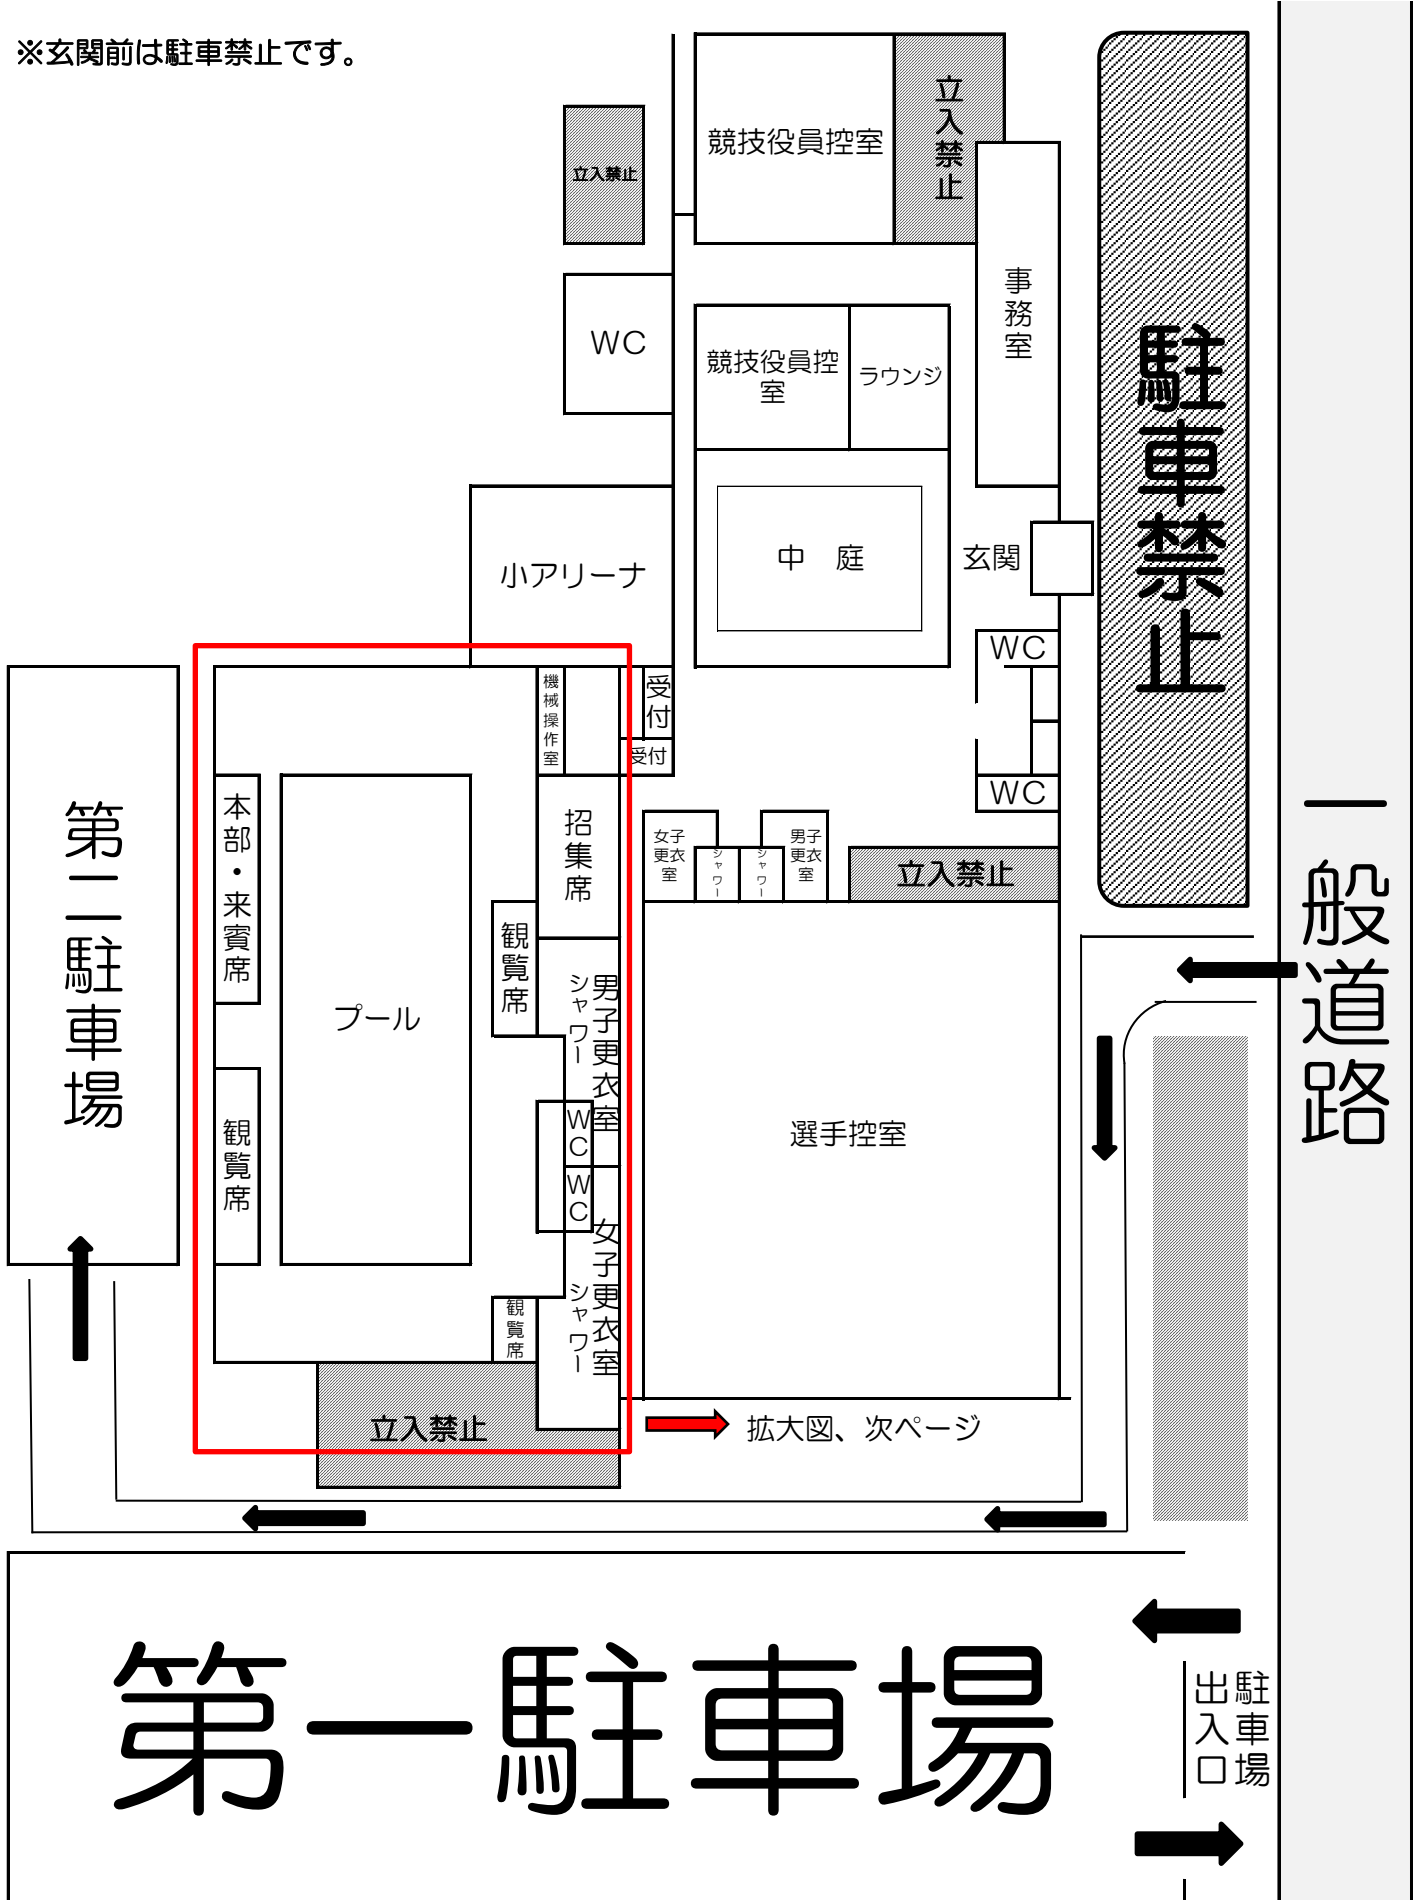 ※玄関前は駐車禁止です。
競技役員控室
立入禁止
立入禁止
事務室
WC
競技役員控
室
ラウンジ
駐車禁止
小アリーナ
中　庭
玄関
WC
機械操作室
受付
受付
WC
第二駐車場
本部・来賓席
招集席
女子
更衣
室
シャワー
シャワー
男子
更衣
室
立入禁止
一般道路
観覧席
プール
男子更衣室
シャワー
WC
WC
選手控室
観覧席
女子更衣室
シャワー
観覧席
立入禁止
拡大図、次ページ
第一駐車場
駐車場
出入口